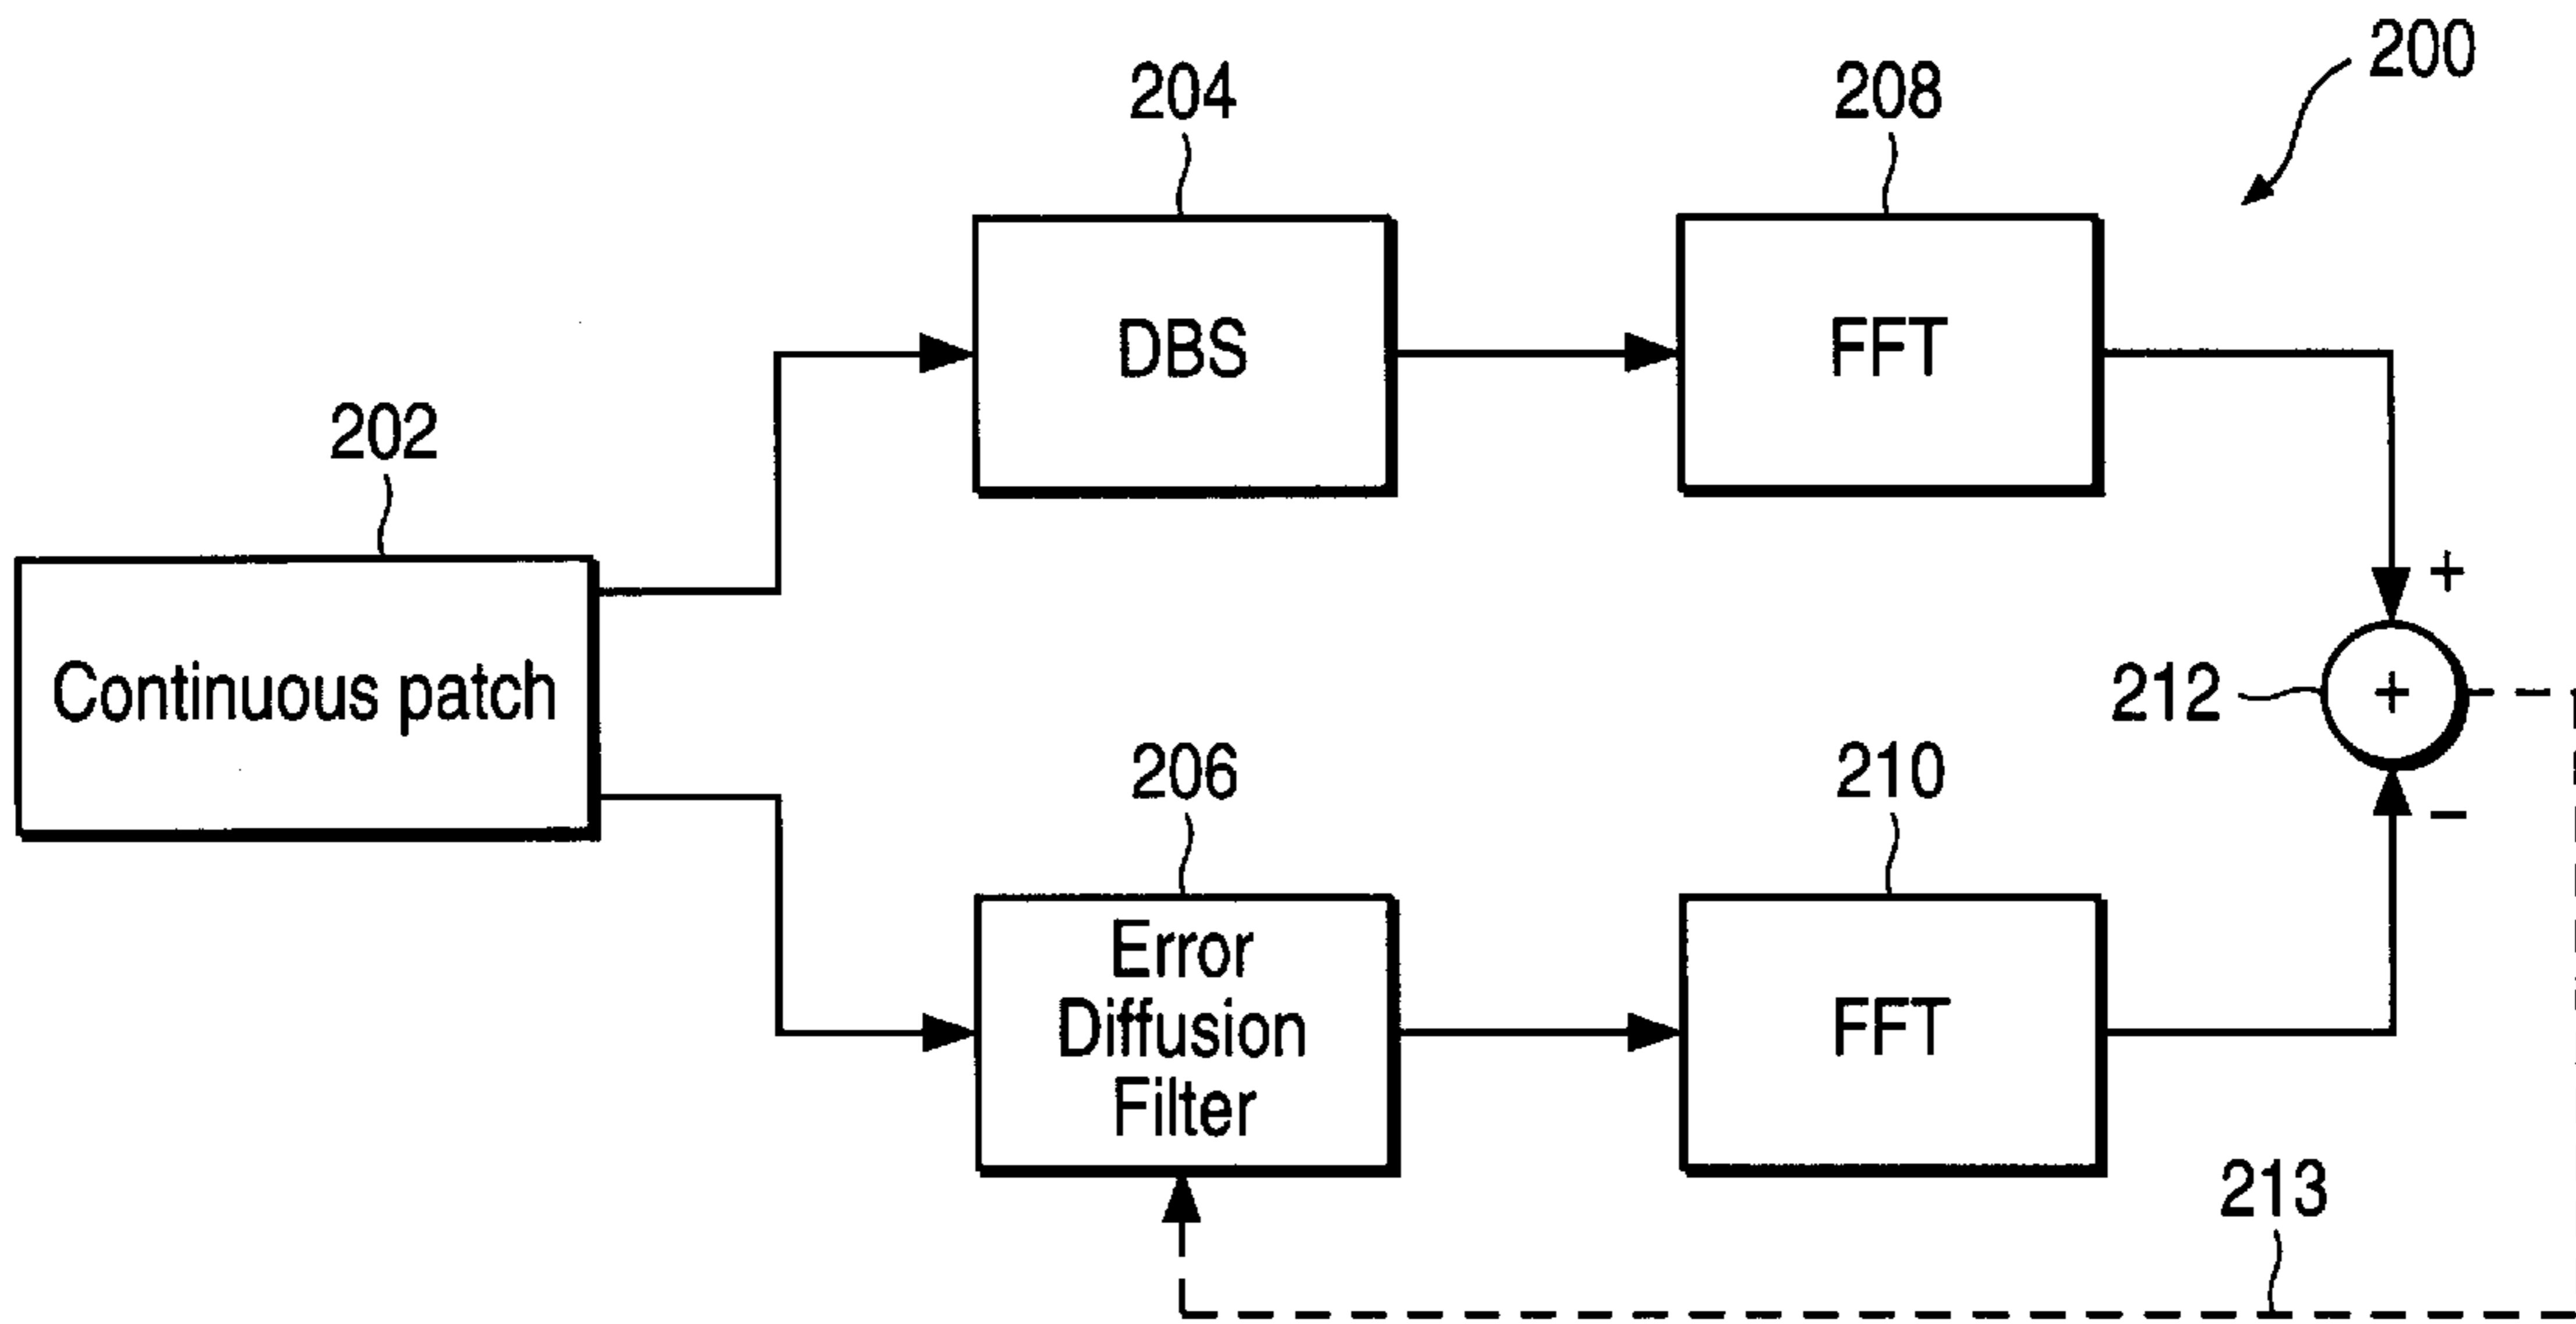 200
204
208
DBS
FFT
202
Continuous patch
+
212
+
−
206
210
Error
Diffusion
Filter
FFT
213